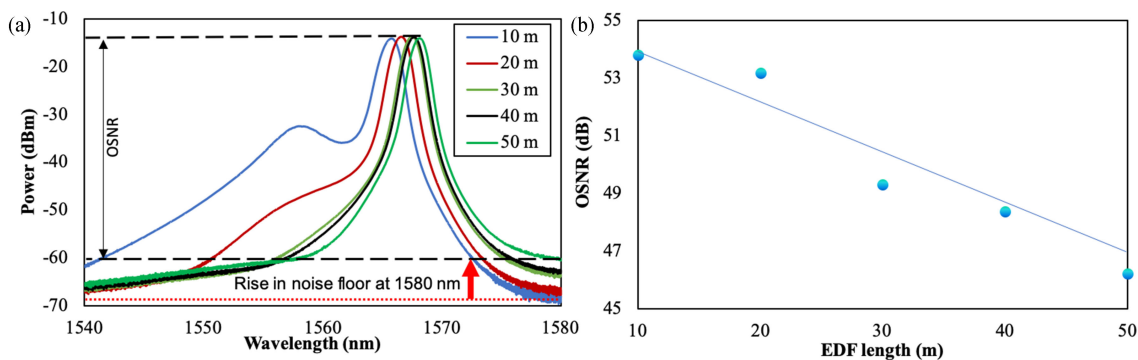 (a)
-10
-20
-30
-40
-50
-60
-70
Power (dBm)
OSNR
10 m
20 m
30 m
40 m
50 m
Rise in noise floor at 1580 nm
1540
1550
1560
1570
1580
Wavelength (nm)
(b)
55
53
51
49
47
45
OSNR (dB)
10
20
30
40
50
EDF length (m)